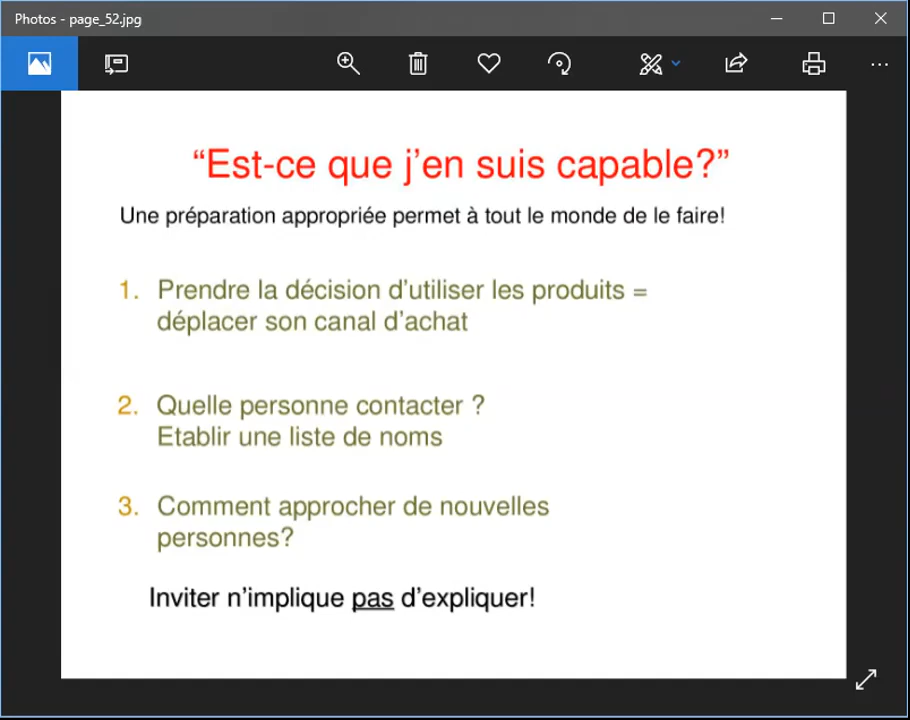 Photos - page_52.jpg
“Est-ce que j’en suis capable?”
Une préparation appropriée permet à tout le monde de le faire!
1. Prendre la décision d’utiliser les produits =
déplacer son canal d’achat
2. Quelle personne contacter ?
Etablir une liste de noms
3. Comment approcher de nouvelles
personnes?
Inviter n’implique pas d’expliquer!